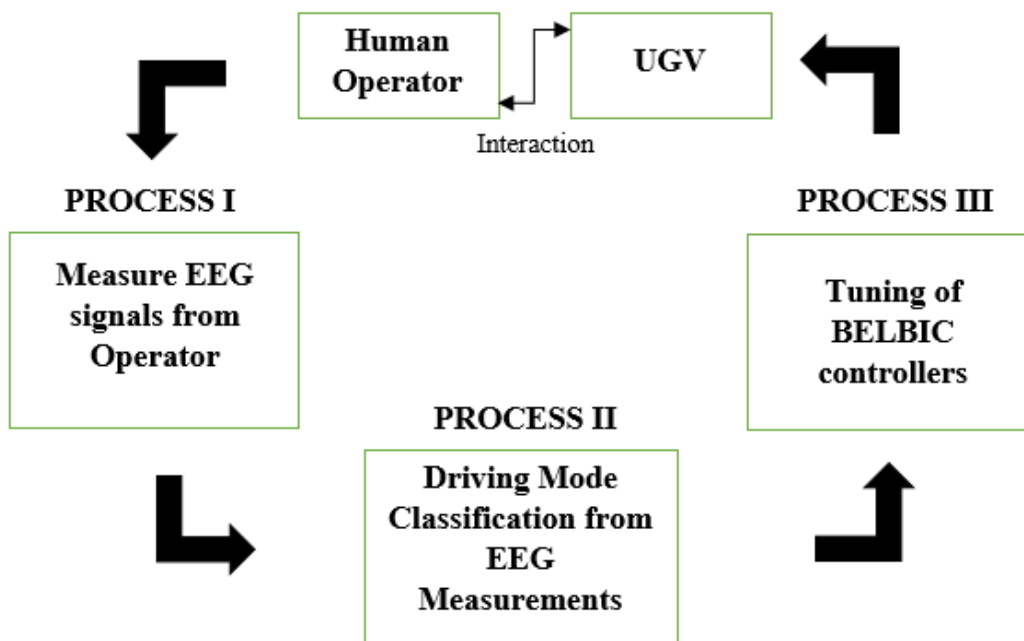 Human
Operator
UGV
Interaction
PROCESS I
Measure EEG
signals from
Operator
PROCESS II
Driving Mode
Classification from
EEG
Measurements
PROCESS III
Tuning of
BELBIC
controllers